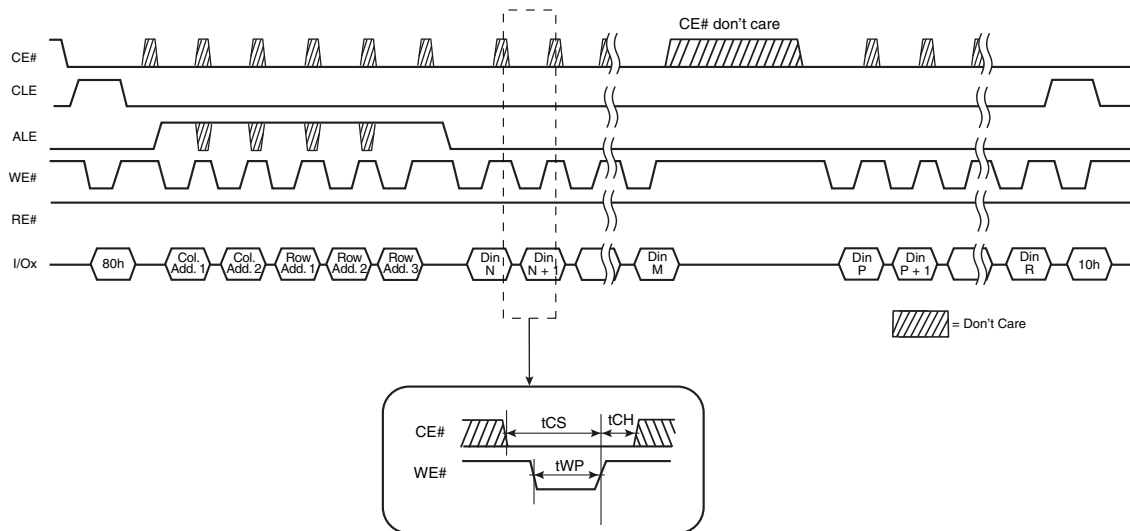 CE# don't care
CE#
CLE
ALE
WE#
RE#
I/Ox
80h
Col.
Add. 1
Col.
Add. 2
Row
Add. 1
Row
Add. 2
Row
Add. 3
Din
N
Din
N + 1
Din
M
Din
P
Din
P + 1
Din
R
10h
= Don't Care
CE#
tCS
tCH
WE#
tWP